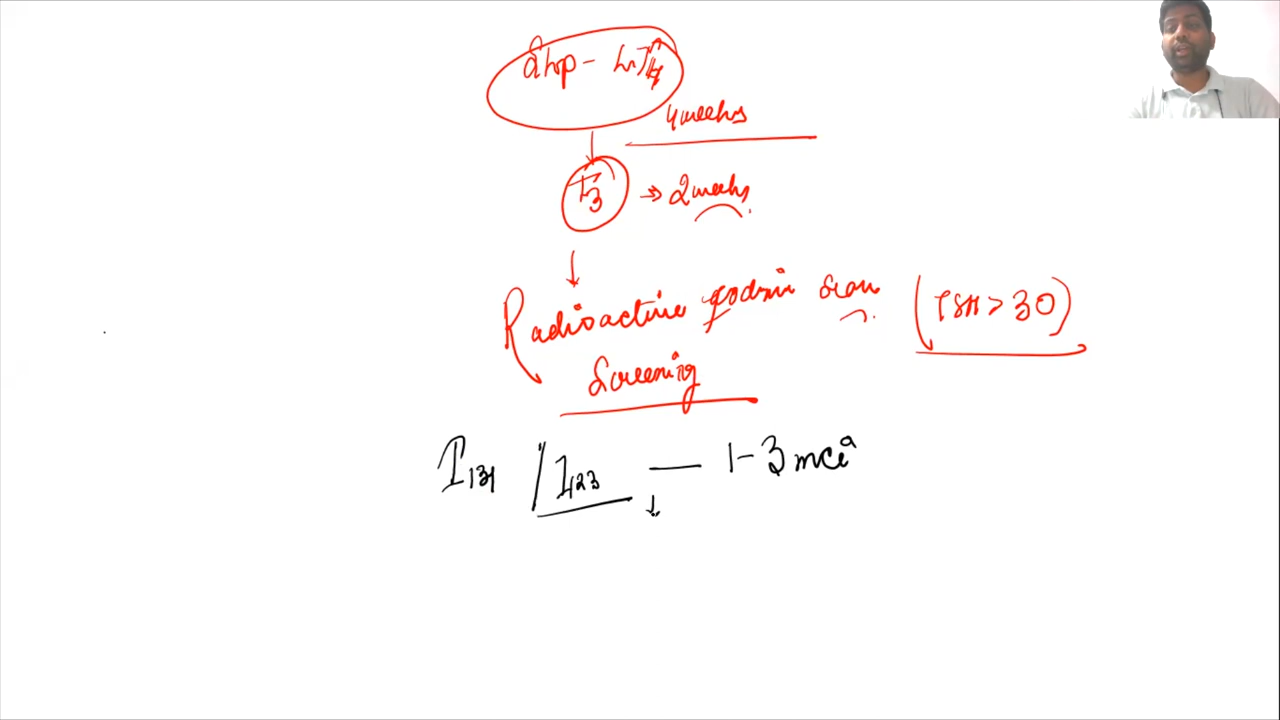 Stop - LT4
4 weeks
T3 → 2 weeks
Radioactive iodine scan (TSH > 30)
Screening
I131 / I123 — 1-3 mci